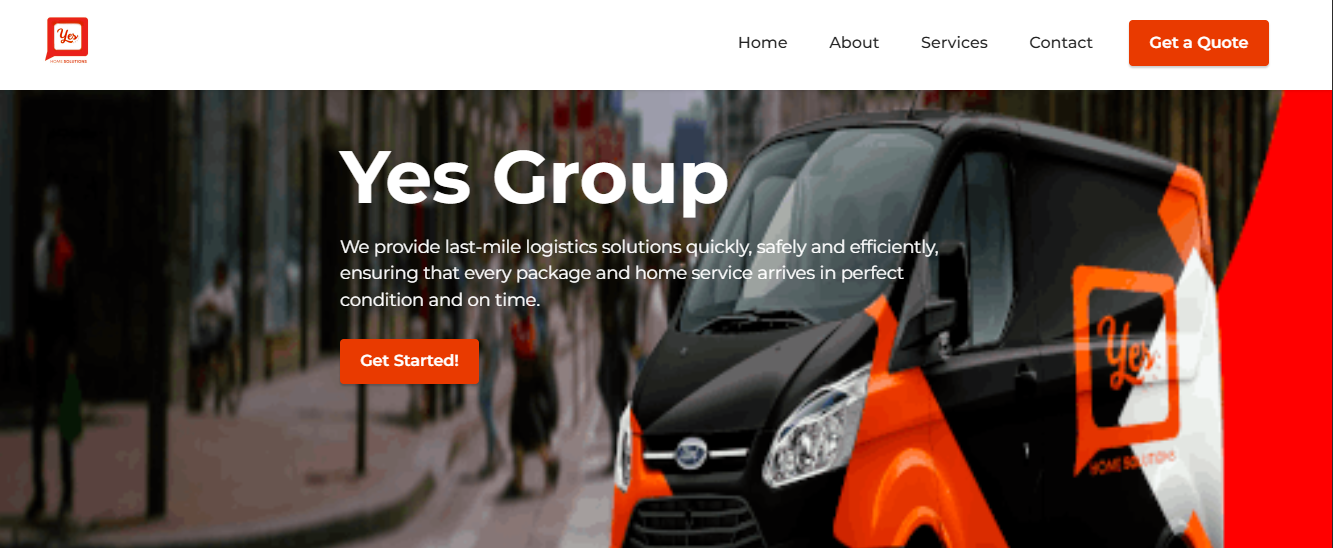 Yes
HOME SOLUTIONS
Home
About
Services
Contact
Get a Quote
Yes Group
We provide last-mile logistics solutions quickly, safely and efficiently,
ensuring that every package and home service arrives in perfect
condition and on time.
Get Started!
Ford
Yes
HOME SOLUTIONS